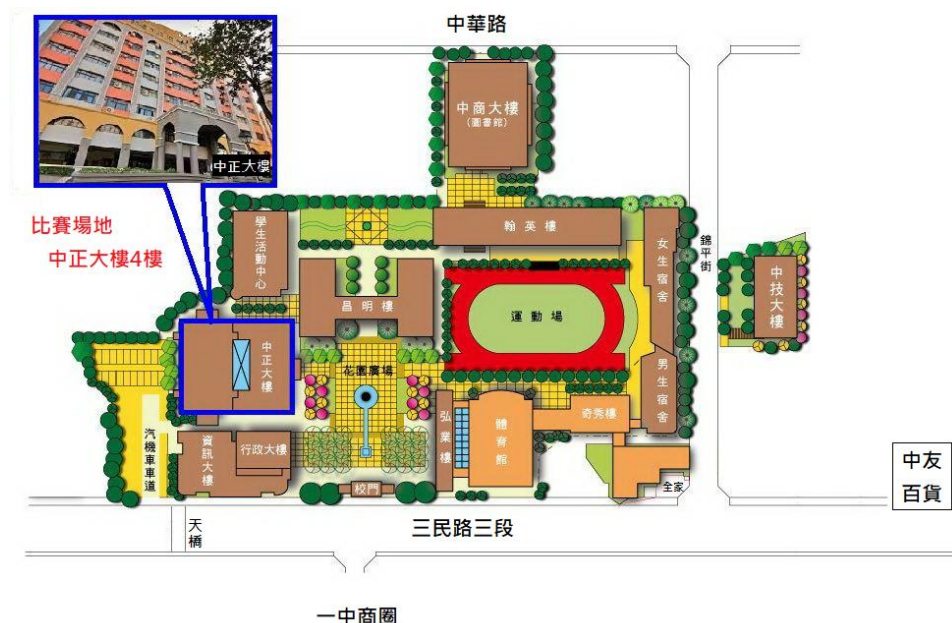 中華路
中商大樓
(圖書館)
中正大樓
比賽場地
中正大樓4樓
學生活動中心
翰英樓
女生宿舍
錦平街
中技大樓
昌明樓
運動場
中正大樓
花園廣場
男生宿舍
汽機車車道
資訊大樓
行政大樓
弘業樓
體育館
奇秀樓
校門
全家
中友
百貨
天橋
三民路三段
一中商圈